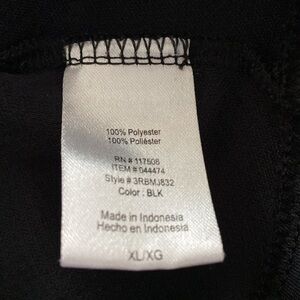 100% Polyester
100% Poliéster
RN # 117508
ITEM # 044474
Style # 3RBMJ832
Color : BLK
Made in Indonesia
Hecho en Indonesia
XL/XG